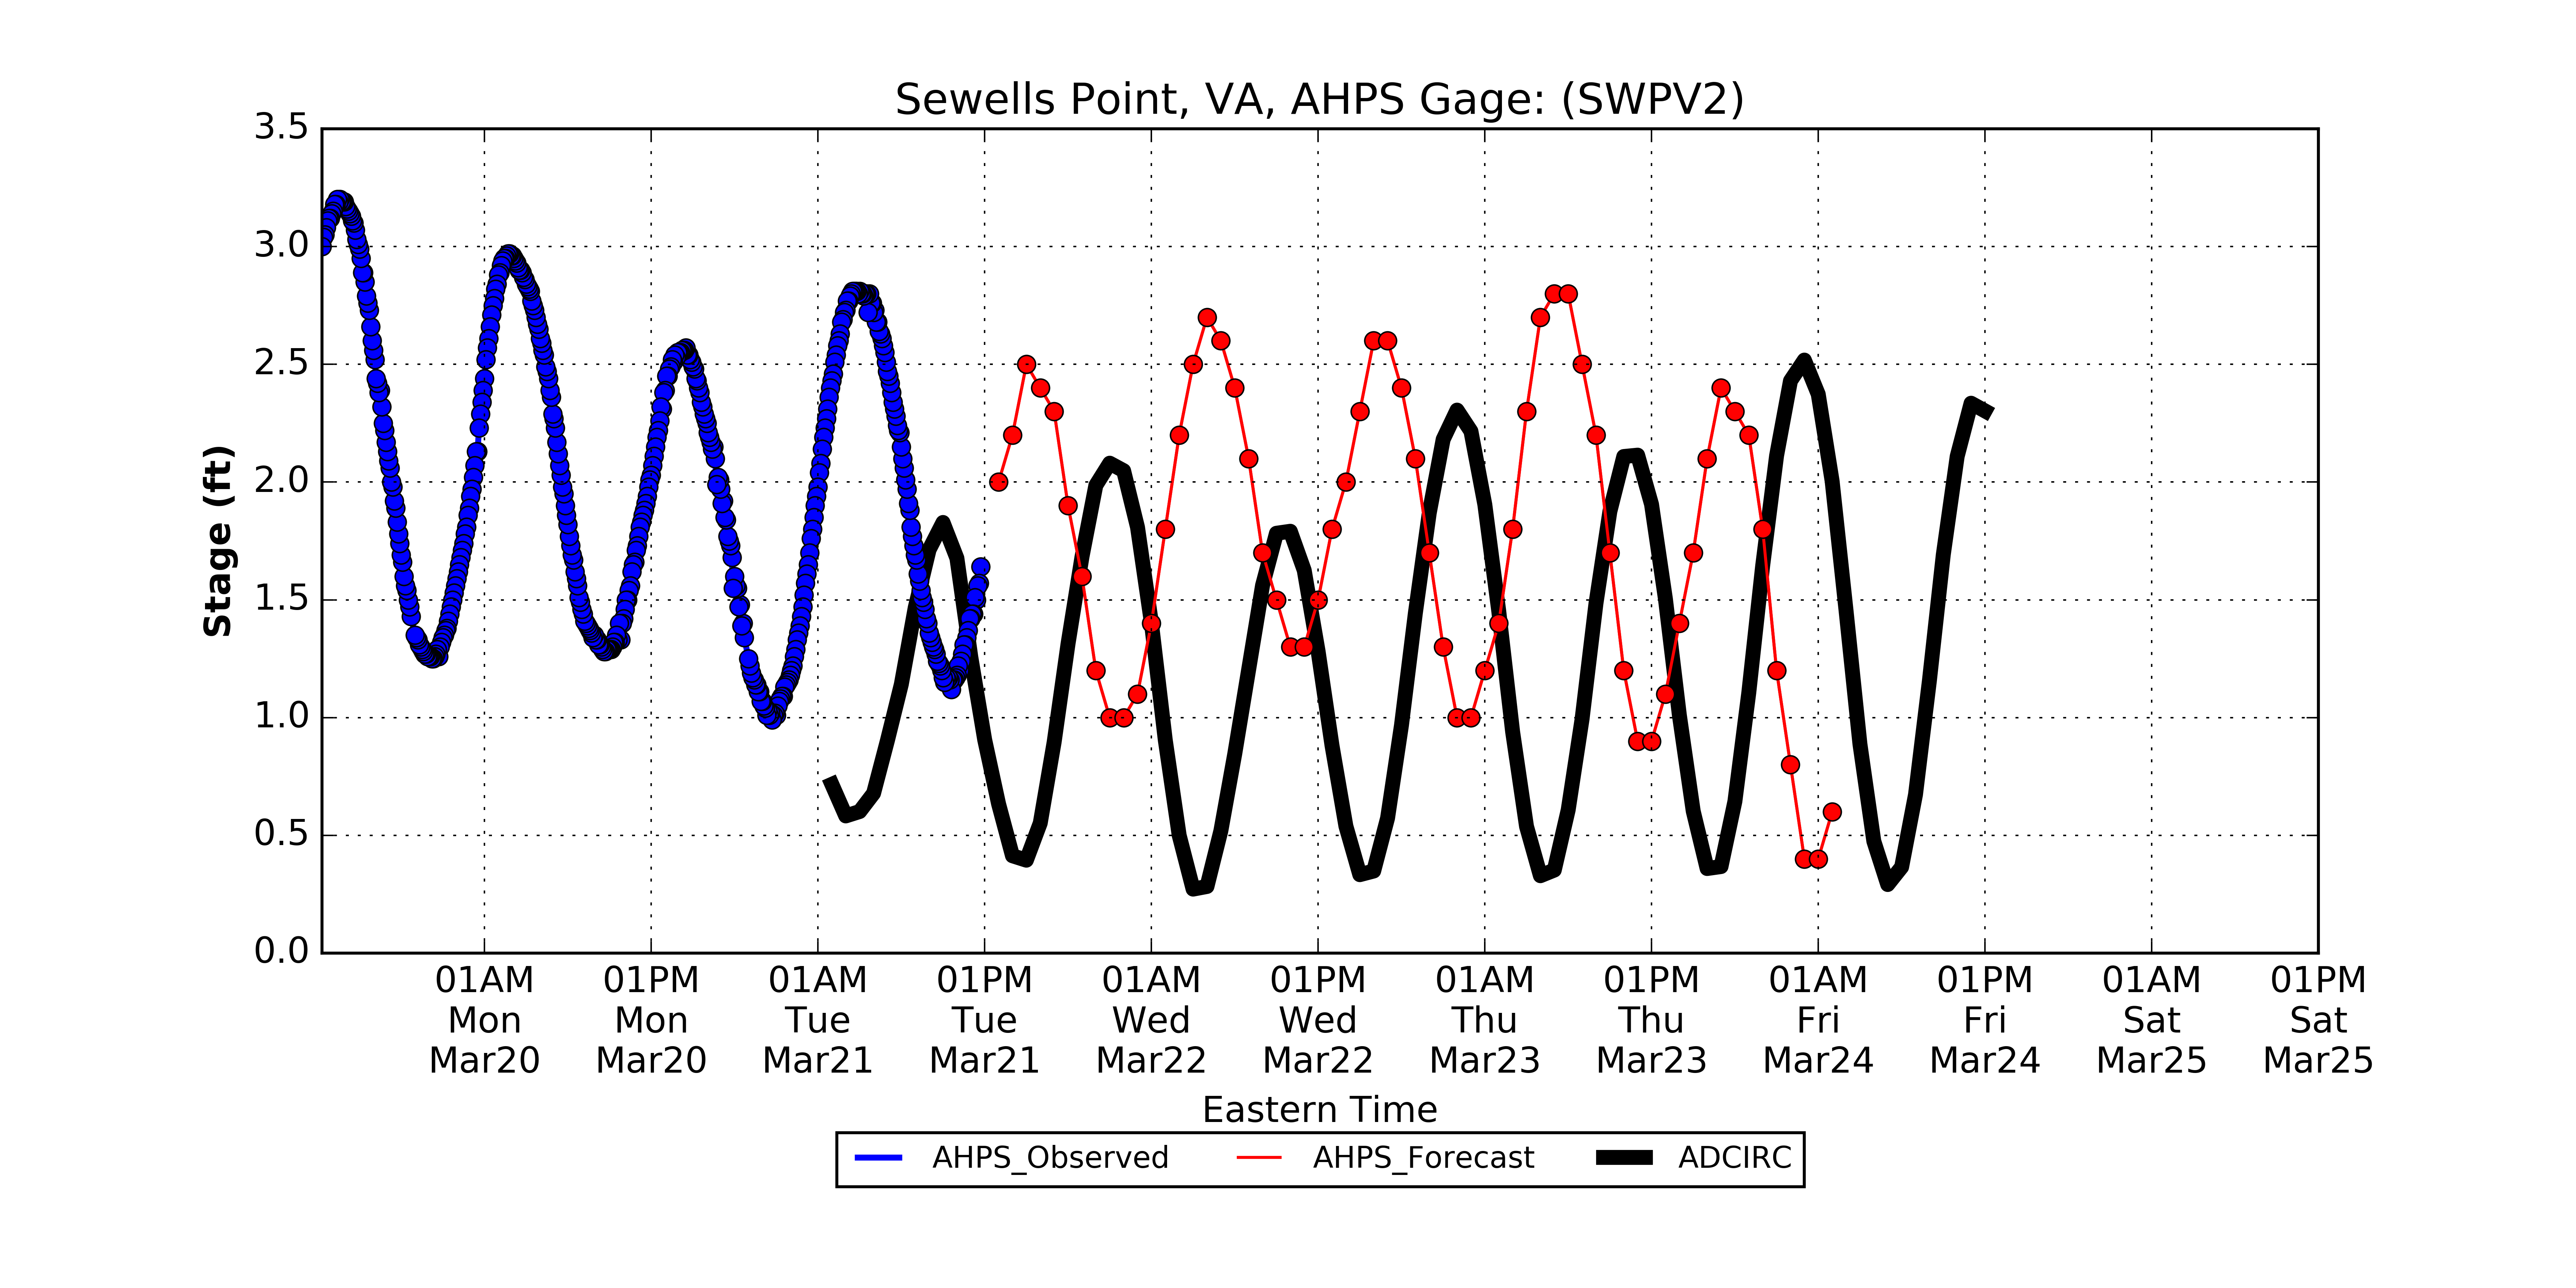 Sewells Point, VA, AHPS Gage: (SWPV2)
3.5
3.0
2.5
2.0
1.5
1.0
0.5
0.0
Stage (ft)
01AM 01PM 01AM 01PM 01AM 01PM 01AM 01PM 01AM 01PM 01AM 01PM
Mon Mon Tue Tue Wed Wed Thu Thu Fri Fri Sat Sat
Mar20 Mar20 Mar21 Mar21 Mar22 Mar22 Mar23 Mar23 Mar24 Mar24 Mar25 Mar25
Eastern Time
AHPS_Observed AHPS_Forecast ADCIRC